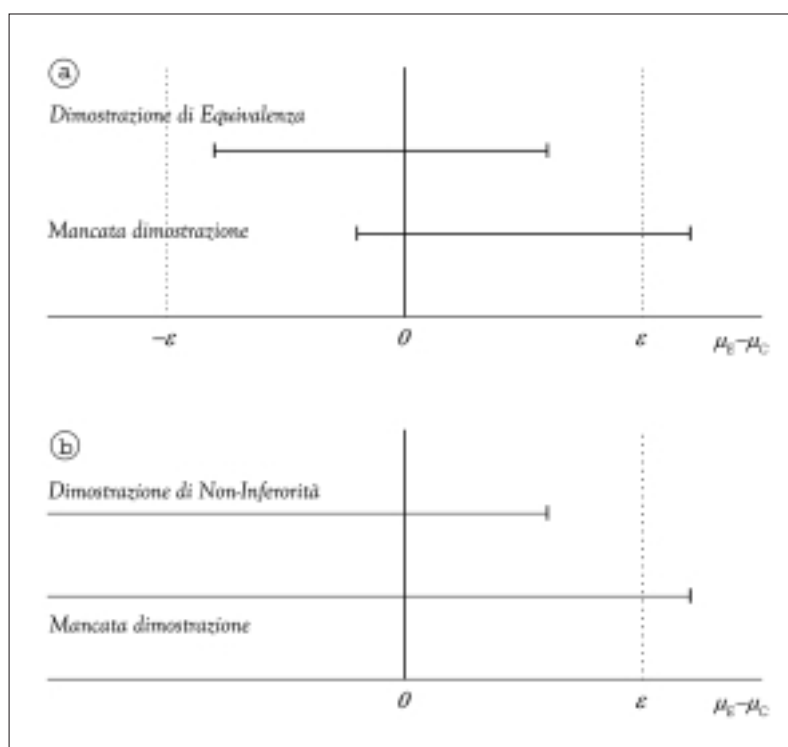 a
Dimostrazione di Equivalenza
Mancata dimostrazione
−ε 0 ε μE−μC
b
Dimostrazione di Non-Inferorità
Mancata dimostrazione
0 ε μE−μC